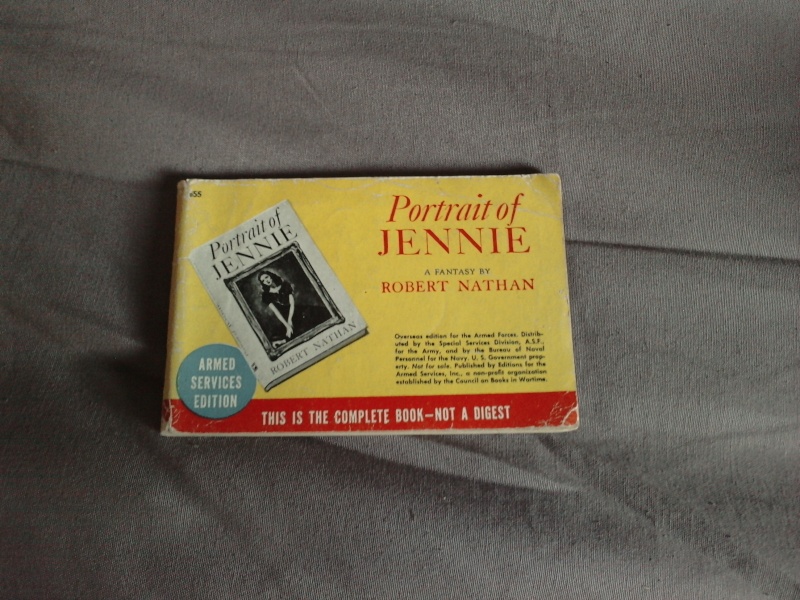 Portrait of
JENNIE
A FANTASY BY
ROBERT NATHAN
Portrait of
JENNIE
ROBERT NATHAN
Overseas edition for the Armed Forces. Distrib-
uted by the Special Services Division, A.S.F.,
for the Army, and by the Bureau of Naval
Personnel for the Navy. U. S. Government prop-
erty. Not for sale. Published by Editions for the
Armed Services, Inc., a non-profit organization
established by the Council on Books in Wartime.
ARMED
SERVICES
EDITION
THIS IS THE COMPLETE BOOK—NOT A DIGEST